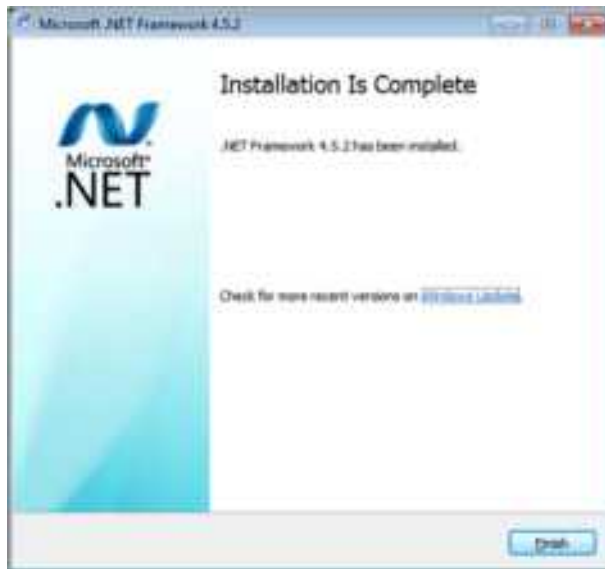 Microsoft .NET Framework 4.5.2
Installation Is Complete
Microsoft®
.NET
.NET Framework 4.5.2 has been installed.
Check for more recent versions on Windows Update.
Finish